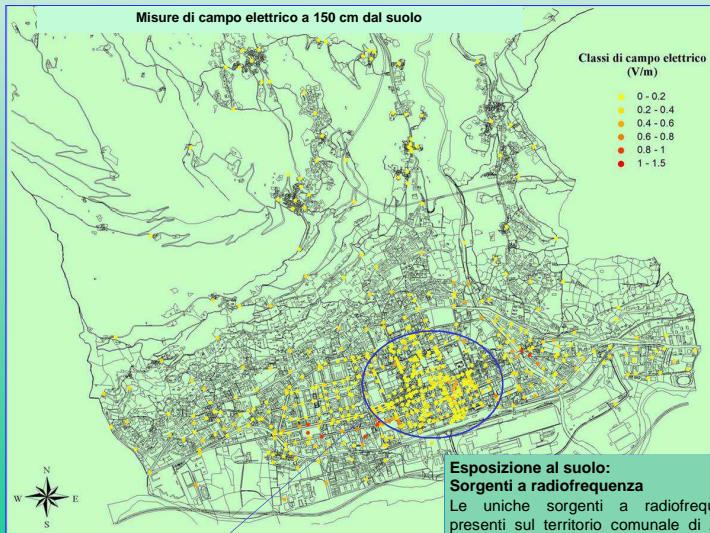 Misure di campo elettrico a 150 cm dal suolo
Classi di campo elettrico
(V/m)
0 - 0.2
0.2 - 0.4
0.4 - 0.6
0.6 - 0.8
0.8 - 1
1 - 1.5
N
W E
S
Esposizione al suolo:
Sorgenti a radiofrequenza
Le uniche sorgenti a radiofrequ
presenti sul territorio comunale di